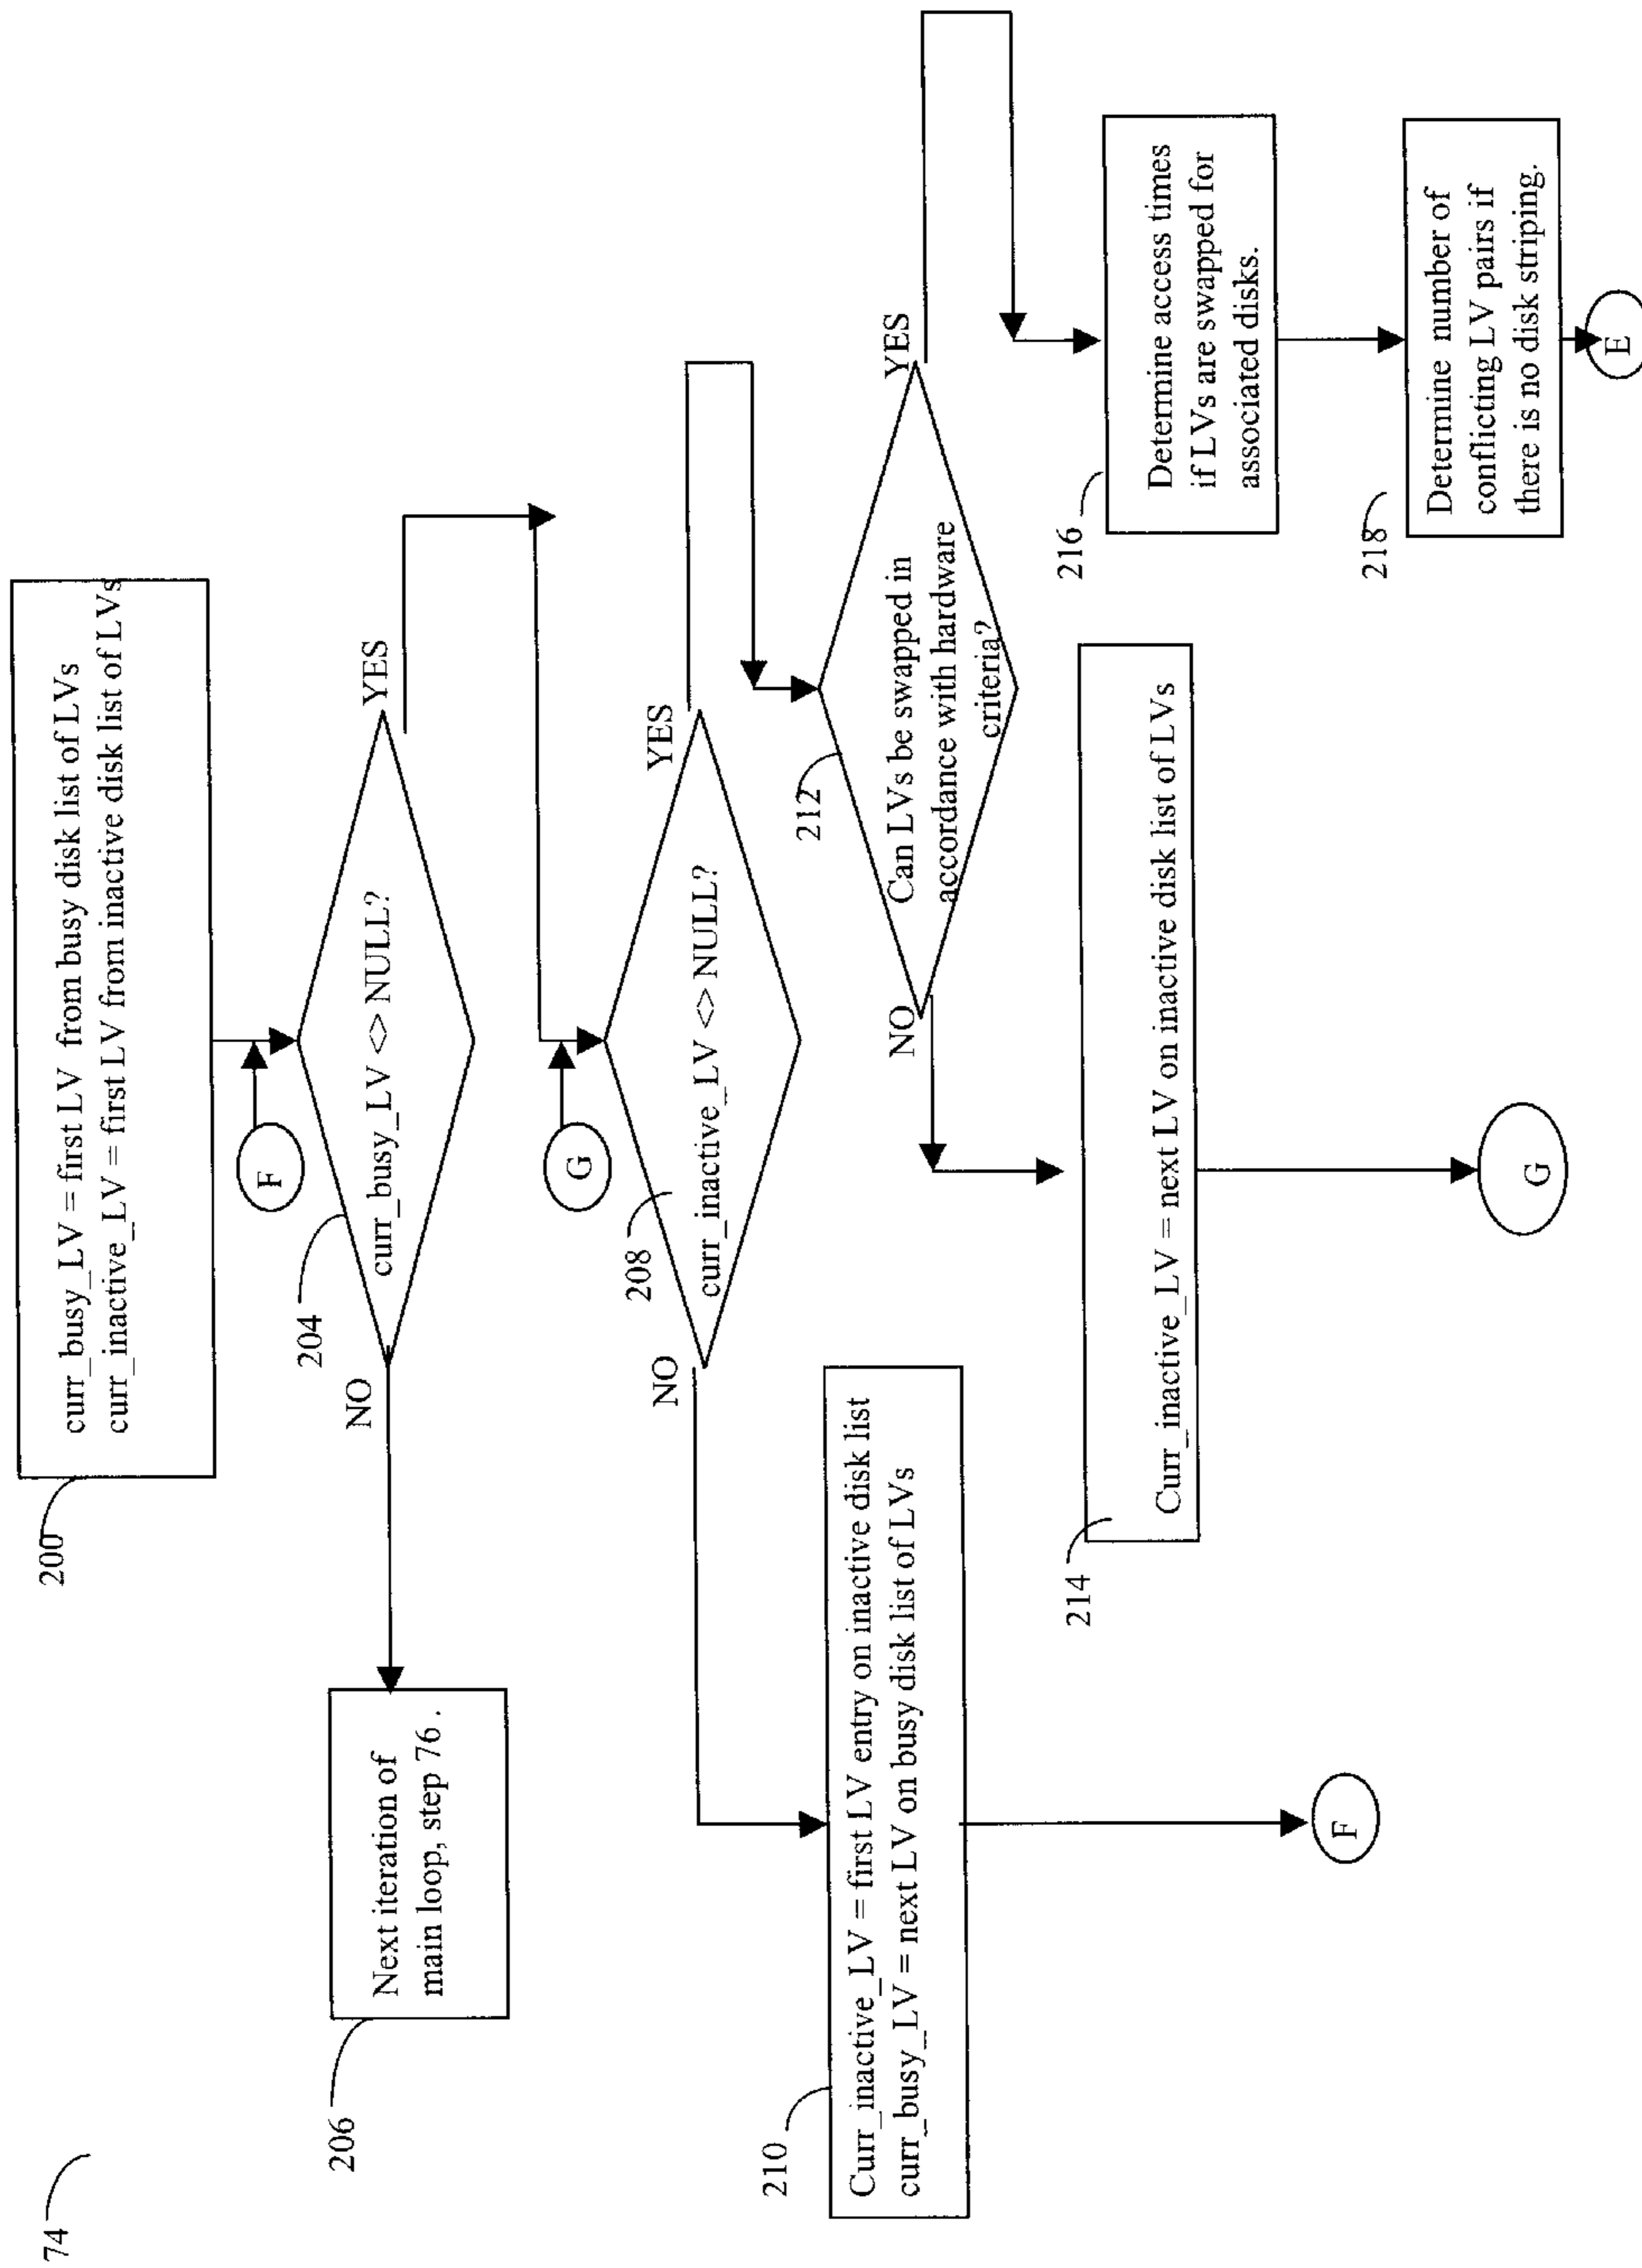 74
200
curr_busy_LV = first LV from busy disk list of LVs
curr_inactive_LV = first LV from inactive disk list of LVs
F
204
curr_busy_LV <> NULL?
NO
YES
206
Next iteration of
main loop, step 76 .
G
208
curr_inactive_LV <> NULL?
NO
YES
210
Curr_inactive_LV = first LV entry on inactive disk list
curr_busy_LV = next LV on busy disk list of LVs
F
212
Can LVs be swapped in
accordance with hardware
criteria?
NO
YES
214
Curr_inactive_LV = next LV on inactive disk list of LVs
G
216
Determine access times
if LVs are swapped for
associated disks.
218
Determine number of
conflicting LV pairs if
there is no disk striping.
E